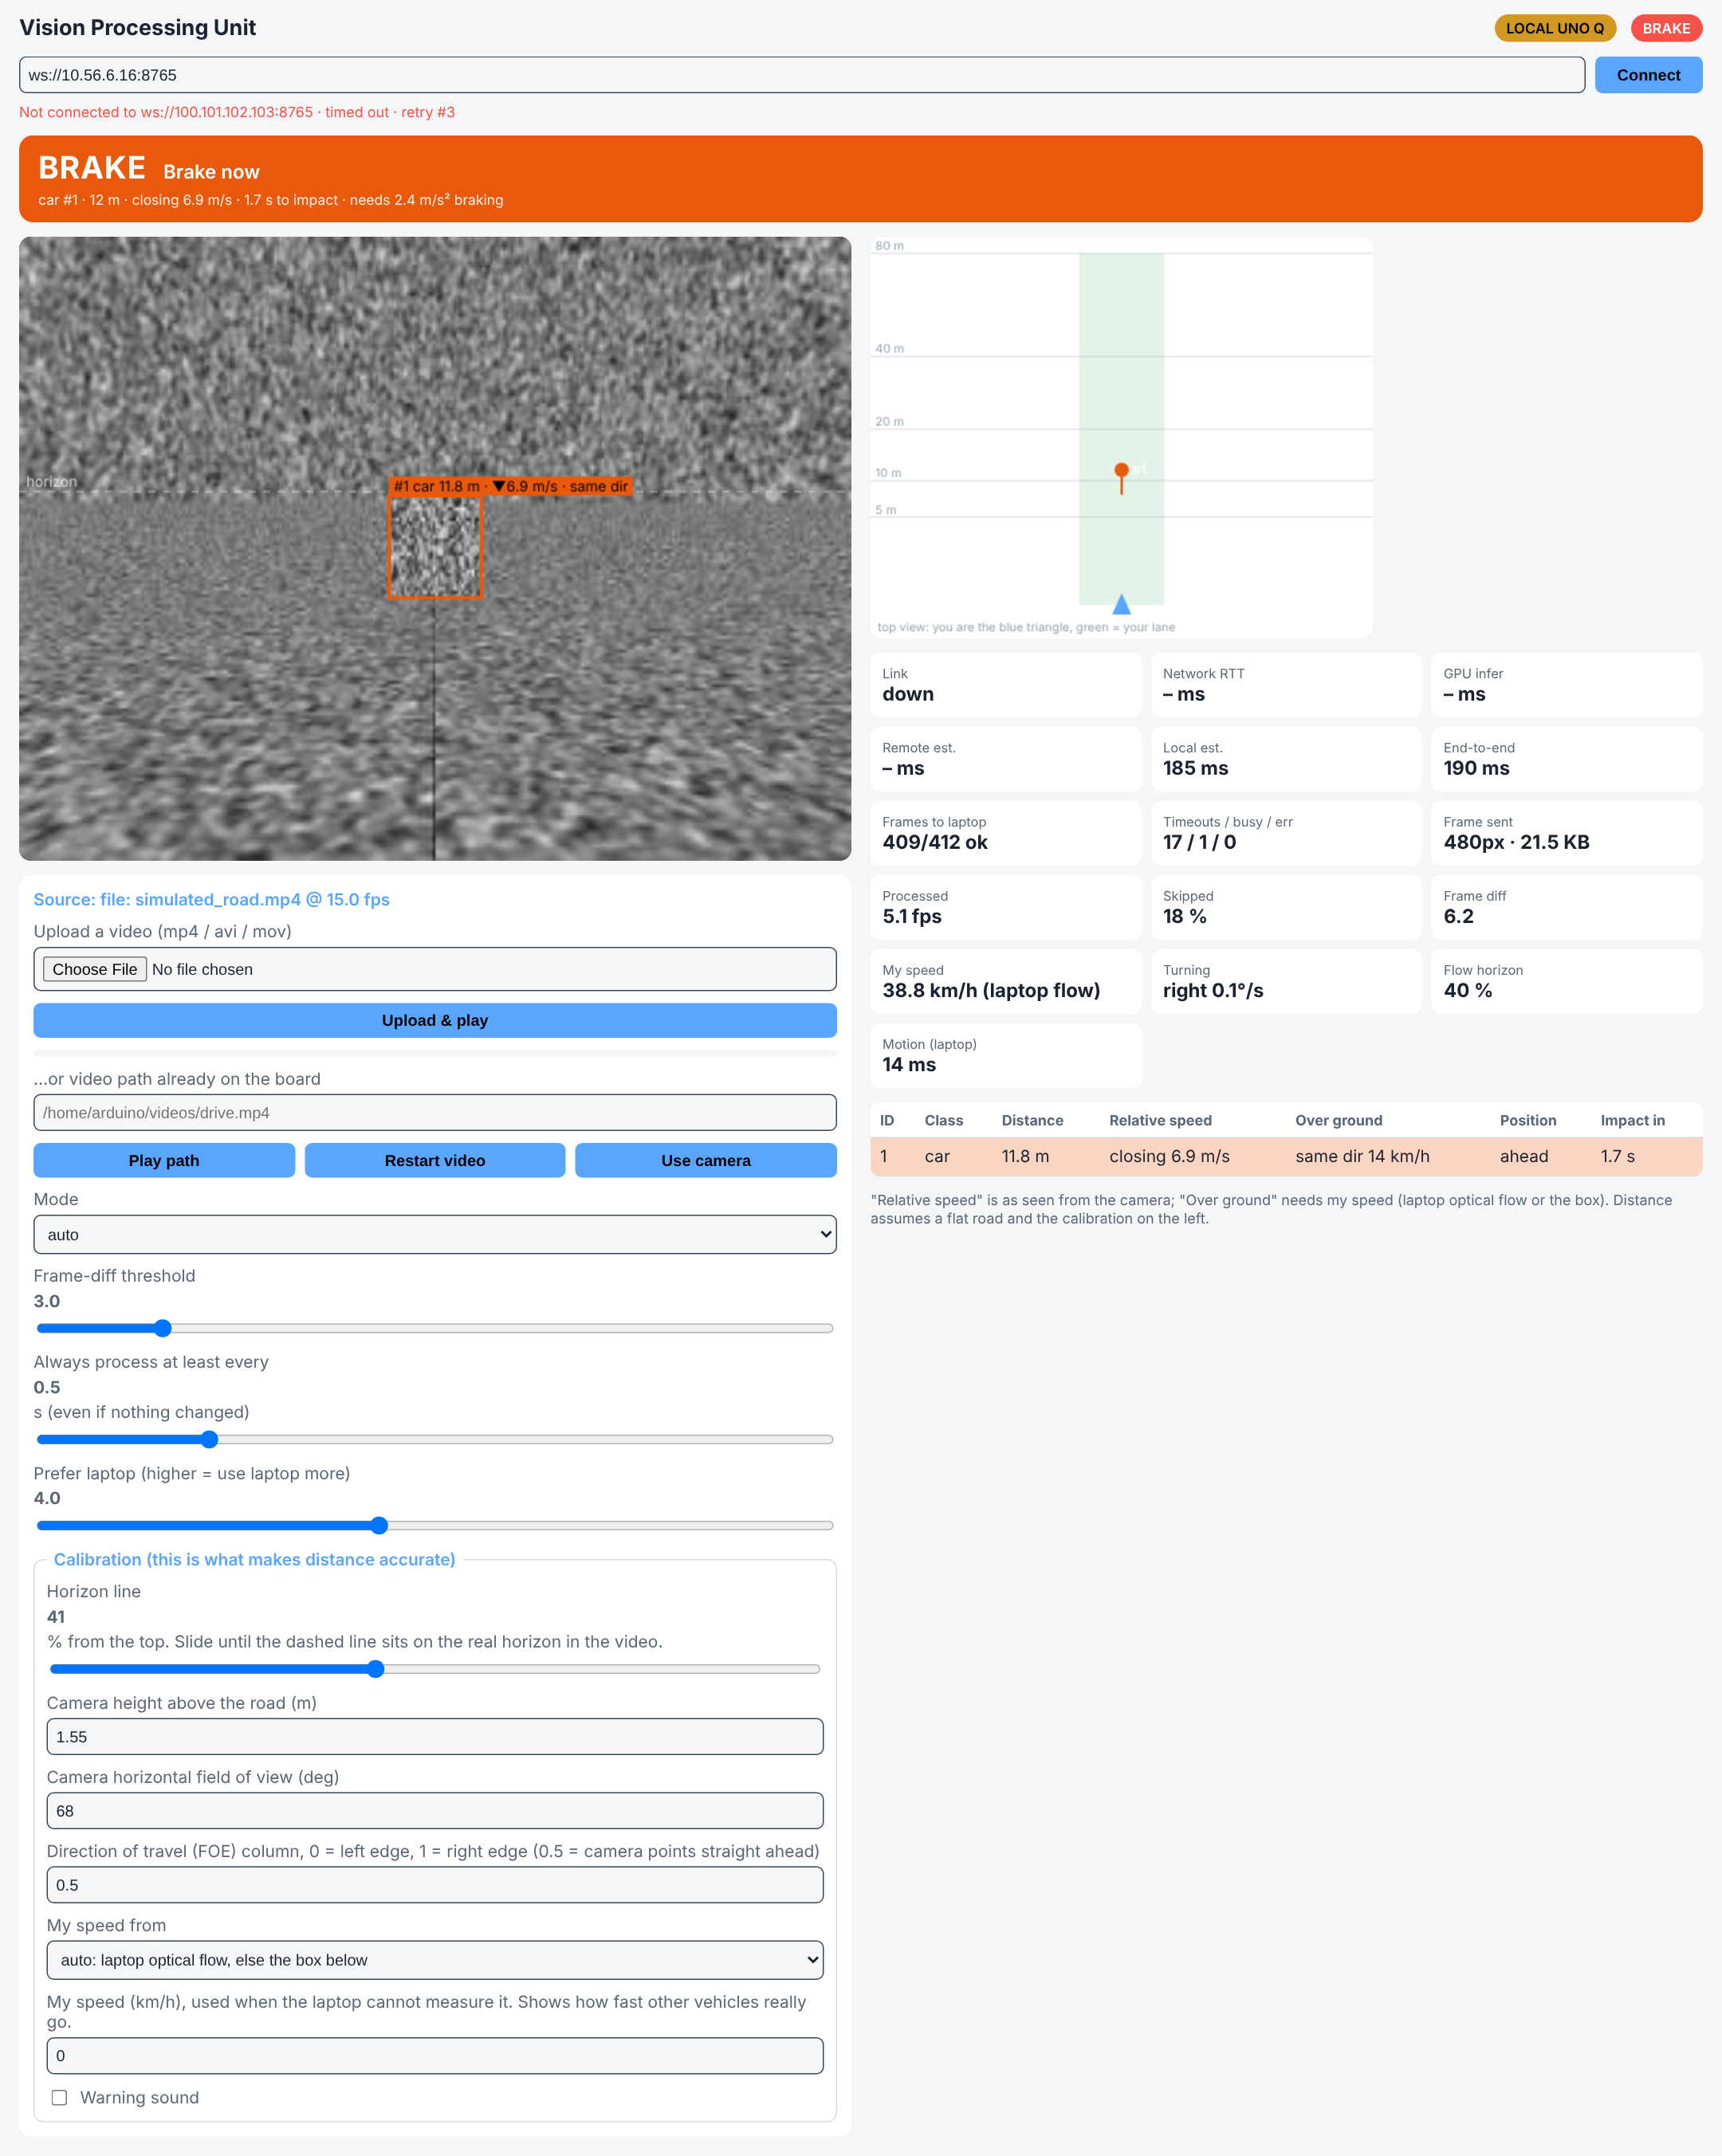 Vision Processing Unit
LOCAL UNO Q
BRAKE
ws://10.56.6.16:8765
Connect
Not connected to ws://100.101.102.103:8765 · timed out · retry #3
BRAKE Brake now
car #1 · 12 m · closing 6.9 m/s · 1.7 s to impact · needs 2.4 m/s² braking
horizon
#1 car 11.8 m · ▼6.9 m/s · same dir
80 m
40 m
20 m
10 m
#1
5 m
top view: you are the blue triangle, green = your lane
Link
down
Network RTT
– ms
GPU infer
– ms
Remote est.
– ms
Local est.
185 ms
End-to-end
190 ms
Frames to laptop
409/412 ok
Timeouts / busy / err
17 / 1 / 0
Frame sent
480px · 21.5 KB
Processed
5.1 fps
Skipped
18 %
Frame diff
6.2
My speed
38.8 km/h (laptop flow)
Turning
right 0.1°/s
Flow horizon
40 %
Motion (laptop)
14 ms
ID Class Distance Relative speed Over ground Position Impact in
1 car 11.8 m closing 6.9 m/s same dir 14 km/h ahead 1.7 s
"Relative speed" is as seen from the camera; "Over ground" needs my speed (laptop optical flow or the box). Distance
assumes a flat road and the calibration on the left.
Source: file: simulated_road.mp4 @ 15.0 fps
Upload a video (mp4 / avi / mov)
Choose File No file chosen
Upload & play
...or video path already on the board
/home/arduino/videos/drive.mp4
Play path
Restart video
Use camera
Mode
auto
Frame-diff threshold
3.0
Always process at least every
0.5
s (even if nothing changed)
Prefer laptop (higher = use laptop more)
4.0
Calibration (this is what makes distance accurate)
Horizon line
41
% from the top. Slide until the dashed line sits on the real horizon in the video.
Camera height above the road (m)
1.55
Camera horizontal field of view (deg)
68
Direction of travel (FOE) column, 0 = left edge, 1 = right edge (0.5 = camera points straight ahead)
0.5
My speed from
auto: laptop optical flow, else the box below
My speed (km/h), used when the laptop cannot measure it. Shows how fast other vehicles really
go.
0
Warning sound